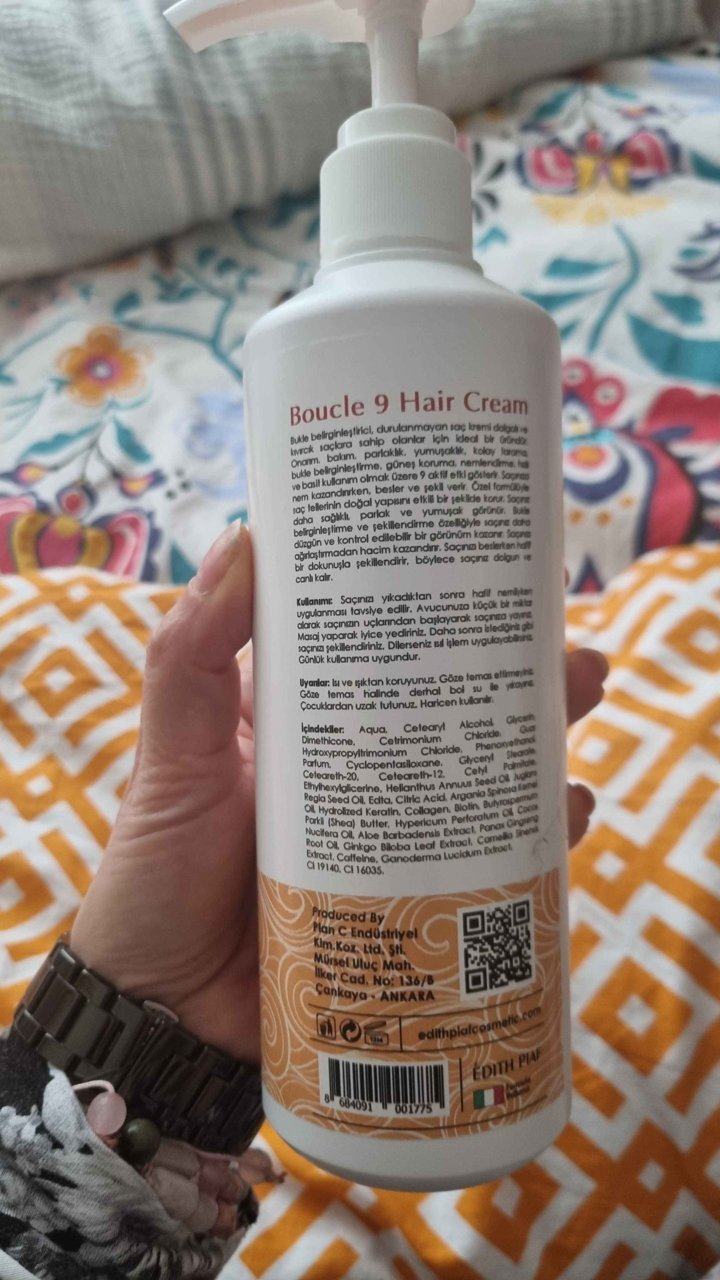 Boucle 9 Hair Cream
Bukle belirginleştirici, durulanmayan saç kremi dalgalı ve
kıvırcık saçlara sahip olanlar için ideal bir üründür.
Onarım, bakım, parlaklık, yumuşaklık, kolay tarama,
bukle belirginleştirme, güneş koruma, nemlendirme, hızlı
ve basit kullanım olmak üzere 9 aktif etki gösterir. Saçınıza
nem kazandırırken, besler ve şekil verir. Özel formülüyle
saç tellerinin doğal yapısını etkili bir şekilde korur. Saçınız
daha sağlıklı, parlak ve yumuşak görünür. Bukle
belirginleştirme ve şekillendirme özelliğiyle saçınız daha
düzgün ve kontrol edilebilir bir görünüm kazanır. Saçınızı
ağırlaştırmadan hacim kazandırır. Saçınızı beslerken hafif
bir dokunuşla şekillendirir, böylece saçınız dolgun ve
canlı kalır.
Kullanımı: Saçınızı yıkadıktan sonra hafif nemliyken
uygulanması tavsiye edilir. Avucunuza küçük bir miktar
alarak saçınızın uçlarından başlayarak saçınıza yayınız.
Masaj yaparak iyice yediriniz. Daha sonra istediğiniz gibi
saçınızı şekillendiriniz. Dilerseniz ısıl işlem uygulayabilirsiniz.
Günlük kullanıma uygundur.
Uyarılar: Isı ve ışıktan koruyunuz. Göze temas ettirmeyiniz.
Göze temas halinde derhal bol su ile yıkayınız.
Çocuklardan uzak tutunuz. Haricen kullanılır.
İçindekiler: Aqua, Cetearyl Alcohol, Glycerin,
Dimethicone, Cetrimonium Chloride, Guar
Hydroxypropyltrimonium Chloride, Phenoxyethanol,
Parfum, Cyclopentasiloxane, Glyceryl Stearate,
Ceteareth-20, Ceteareth-12, Cetyl Palmitate,
Ethylhexylglicerine, Helianthus Annuus Seed Oil, Juglans
Regia Seed Oil, Edta, Citric Acid, Argania Spinosa Kernel
Oil, Hydrolized Keratin, Collagen, Biotin, Butyrospermum
Parkii (Shea) Butter, Hypericum Perforatum Oil, Cocos
Nucifera Oil, Aloe Barbadensis Extract, Panax Gingseng
Root Oil, Ginkgo Biloba Leaf Extract, Camellia Sinensis
Extract, Caffeine, Ganoderma Lucidum Extract,
CI 19140, CI 16035.
Produced By
Plan C Endüstriyel
Kim.Koz. Ltd. Şti.
Mürsel Uluç Mah.
İlker Cad. No: 136/B
Çankaya - ANKARA
edithpiafcosmetic.com
EDITH PIAF
Formula
Italiana
8 684091 001775